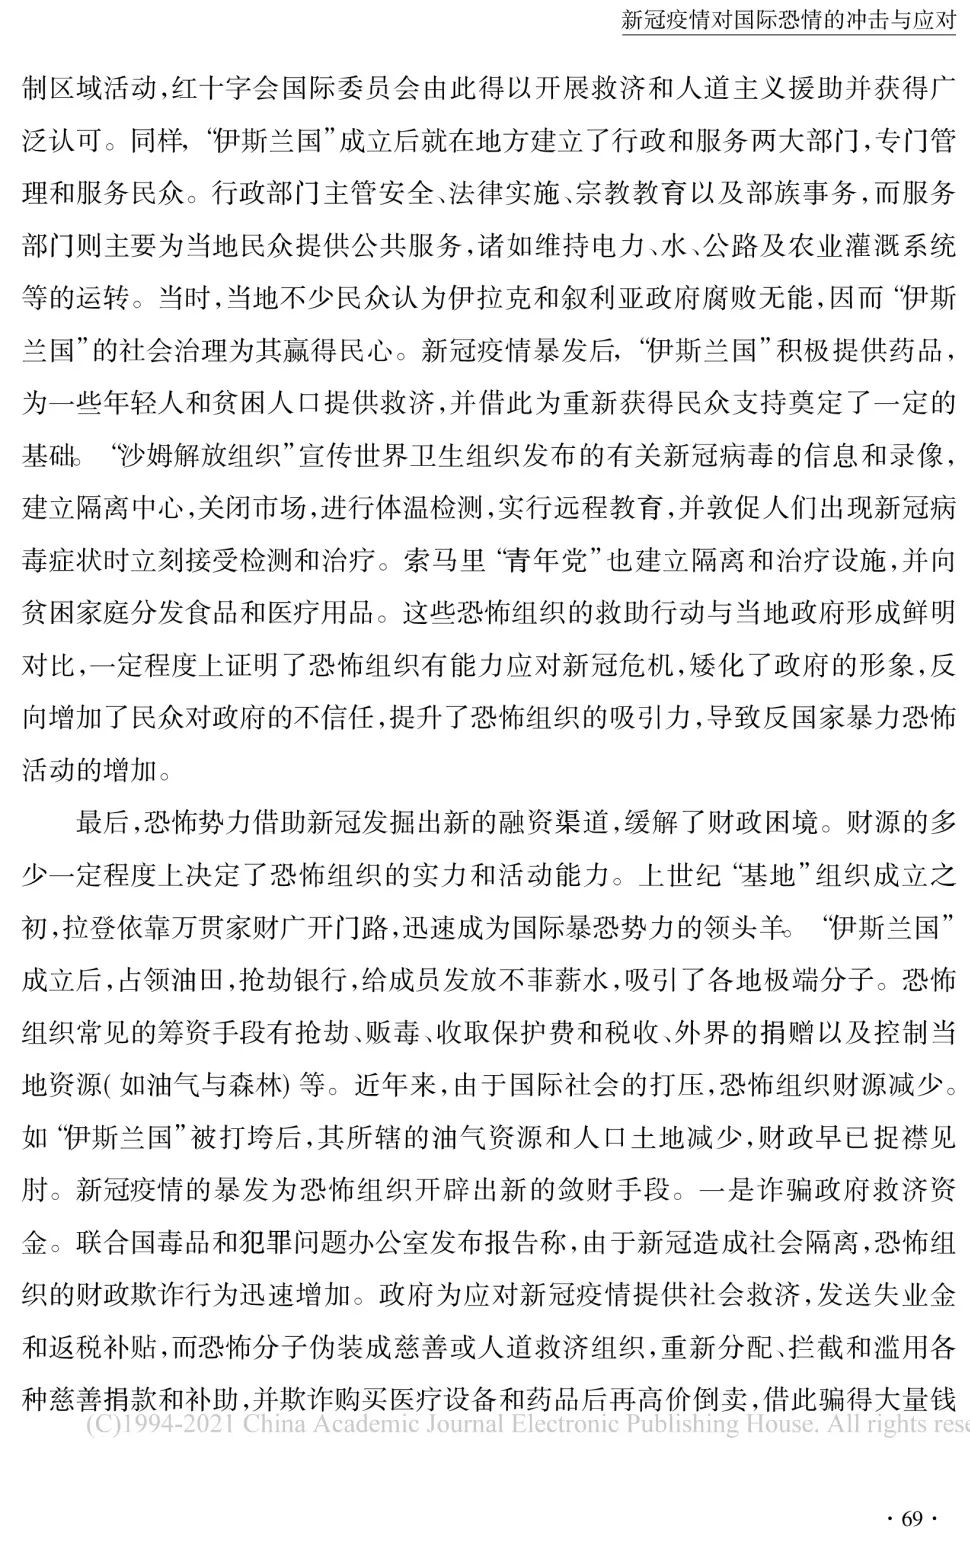 新冠疫情对国际恐情的冲击与应对
制区域活动,红十字会国际委员会由此得以开展救济和人道主义援助并获得广
泛认可。同样,“伊斯兰国”成立后就在地方建立了行政和服务两大部门,专门管
理和服务民众。行政部门主管安全、法律实施、宗教教育以及部族事务,而服务
部门则主要为当地民众提供公共服务,诸如维持电力、水、公路及农业灌溉系统
等的运转。当时,当地不少民众认为伊拉克和叙利亚政府腐败无能,因而“伊斯
兰国”的社会治理为其赢得民心。新冠疫情暴发后,“伊斯兰国”积极提供药品,
为一些年轻人和贫困人口提供救济,并借此为重新获得民众支持奠定了一定的
基础。“沙姆解放组织”宣传世界卫生组织发布的有关新冠病毒的信息和录像,
建立隔离中心,关闭市场,进行体温检测,实行远程教育,并敦促人们出现新冠病
毒症状时立刻接受检测和治疗。索马里“青年党”也建立隔离和治疗设施,并向
贫困家庭分发食品和医疗用品。这些恐怖组织的救助行动与当地政府形成鲜明
对比,一定程度上证明了恐怖组织有能力应对新冠危机,矮化了政府的形象,反
向增加了民众对政府的不信任,提升了恐怖组织的吸引力,导致反国家暴力恐怖
活动的增加。
最后,恐怖势力借助新冠发掘出新的融资渠道,缓解了财政困境。财源的多
少一定程度上决定了恐怖组织的实力和活动能力。上世纪“基地”组织成立之
初,拉登依靠万贯家财广开门路,迅速成为国际暴恐势力的领头羊。“伊斯兰国”
成立后,占领油田,抢劫银行,给成员发放不菲薪水,吸引了各地极端分子。恐怖
组织常见的筹资手段有抢劫、贩毒、收取保护费和税收、外界的捐赠以及控制当
地资源(如油气与森林)等。近年来,由于国际社会的打压,恐怖组织财源减少。
如“伊斯兰国”被打垮后,其所辖的油气资源和人口土地减少,财政早已捉襟见
肘。新冠疫情的暴发为恐怖组织开辟出新的敛财手段。一是诈骗政府救济资
金。联合国毒品和犯罪问题办公室发布报告称,由于新冠造成社会隔离,恐怖组
织的财政欺诈行为迅速增加。政府为应对新冠疫情提供社会救济,发送失业金
和返税补贴,而恐怖分子伪装成慈善或人道救济组织,重新分配、拦截和滥用各
种慈善捐款和补助,并欺诈购买医疗设备和药品后再高价倒卖,借此骗得大量钱
(C)1994-2021 China Academic Journal Electronic Publishing House. All rights rese
·69·